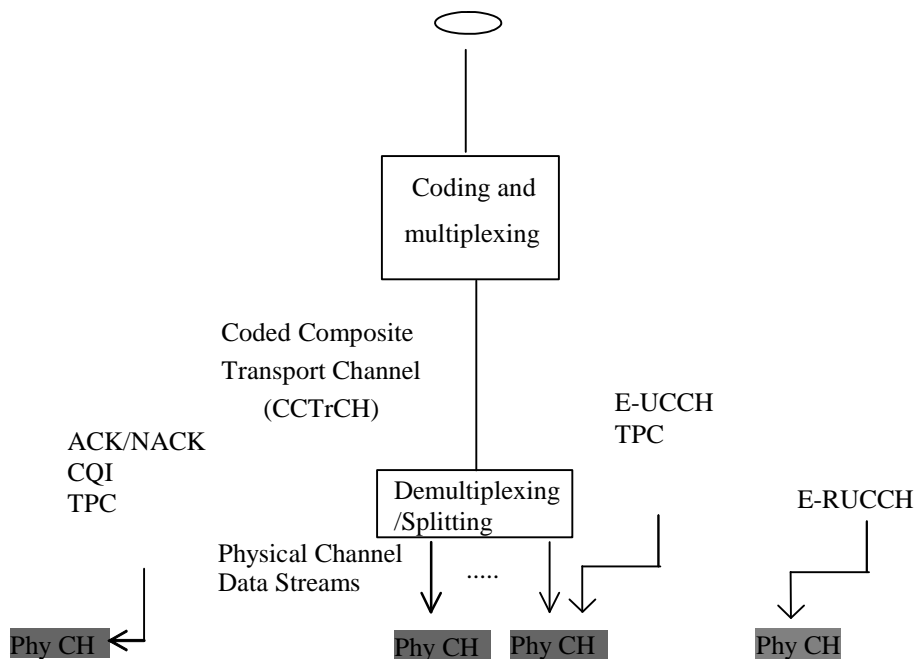 Coding and
multiplexing
Coded Composite
Transport Channel
(CCTrCH)
E-UCCH
TPC
ACK/NACK
CQI
TPC
Demultiplexing
/Splitting
E-RUCCH
Physical Channel
Data Streams
.....
Phy CH
Phy CH
Phy CH
Phy CH